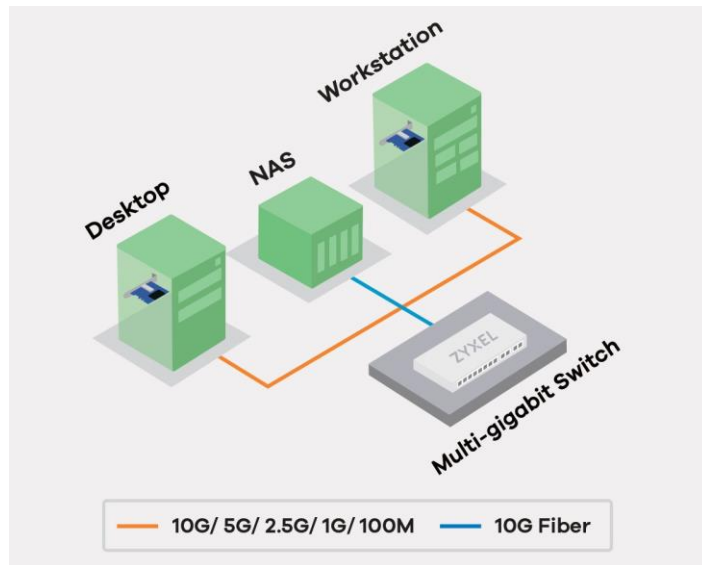 Workstation
NAS
Desktop
ZYXEL
Multi-gigabit Switch
10G/ 5G/ 2.5G/ 1G/ 100M
10G Fiber